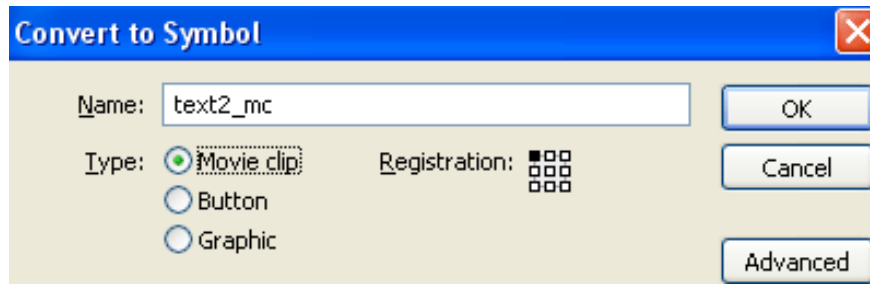 Convert to Symbol
Name: text2_mc OK
Type: Movie clip Registration: Cancel
Button
Graphic
Advanced